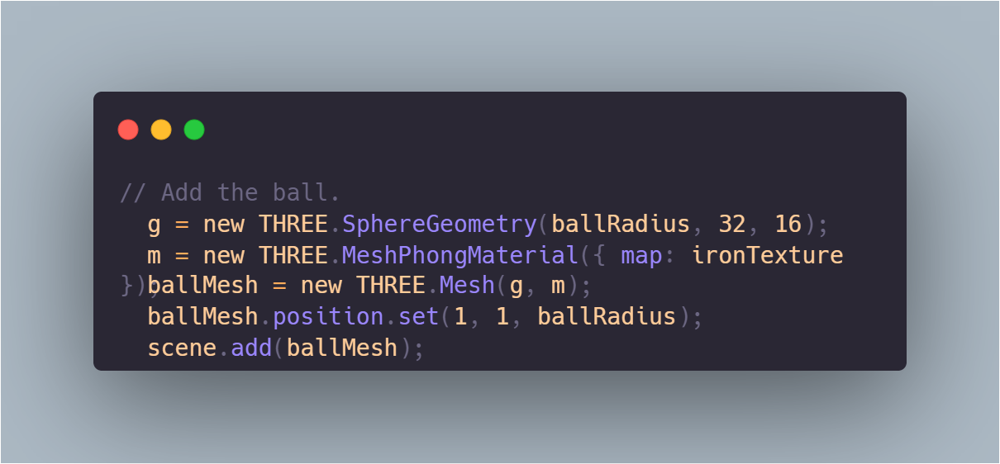 // Add the ball.
  g = new THREE.SphereGeometry(ballRadius, 32, 16);
  m = new THREE.MeshPhongMaterial({ map: ironTexture
});
  ballMesh = new THREE.Mesh(g, m);
  ballMesh.position.set(1, 1, ballRadius);
  scene.add(ballMesh);